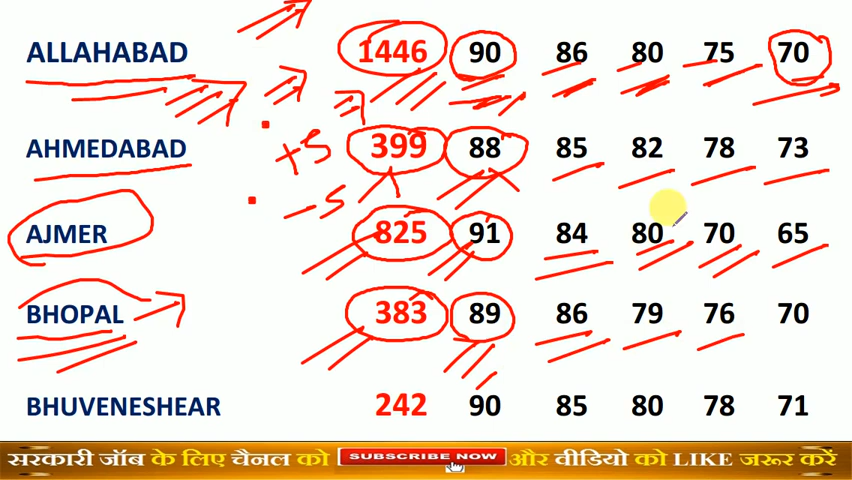 ALLAHABAD 1446 90 86 80 75 70
AHMEDABAD +5 399 88 85 82 78 73
-5
AJMER 825 91 84 80 70 65
BHOPAL 383 89 86 79 76 70
BHUVENESHEAR 242 90 85 80 78 71
सरकारी जॉब के लिए चैनल को SUBSCRIBE NOW और वीडियो को LIKE जरूर करें